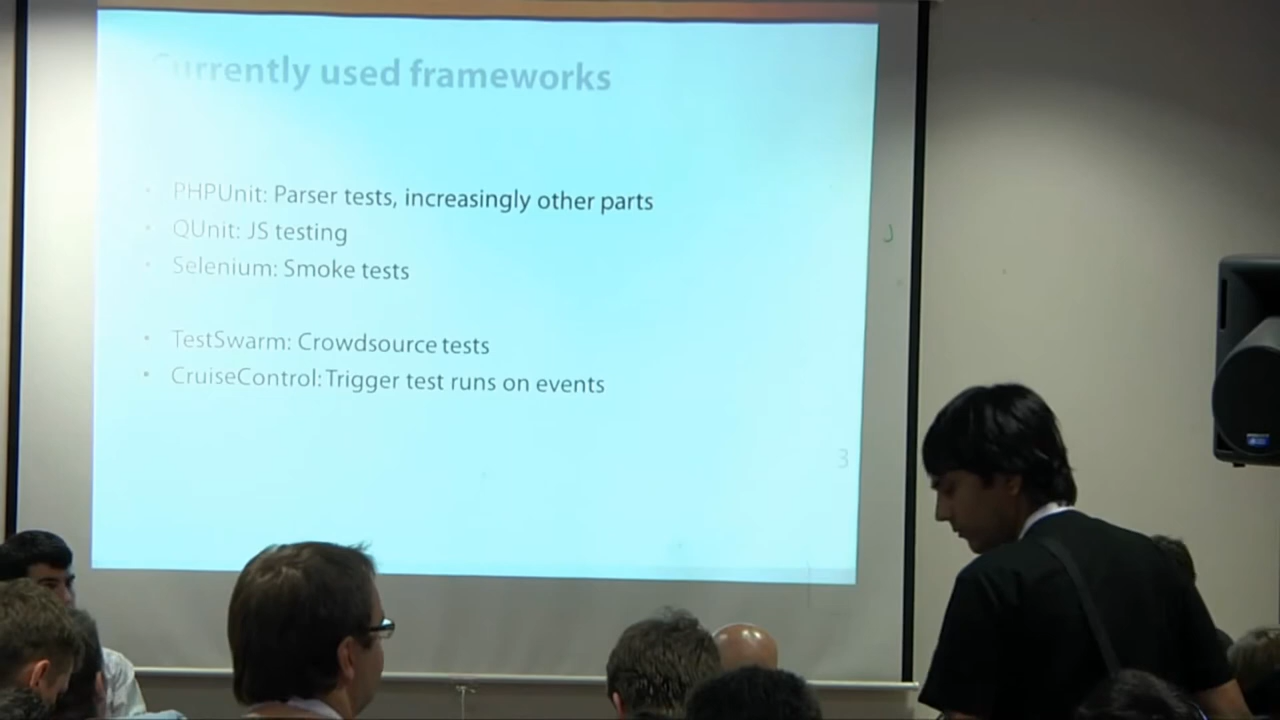 Currently used frameworks
• PHPUnit: Parser tests, increasingly other parts
• QUnit: JS testing
• Selenium: Smoke tests
• TestSwarm: Crowdsource tests
• CruiseControl: Trigger test runs on events
3